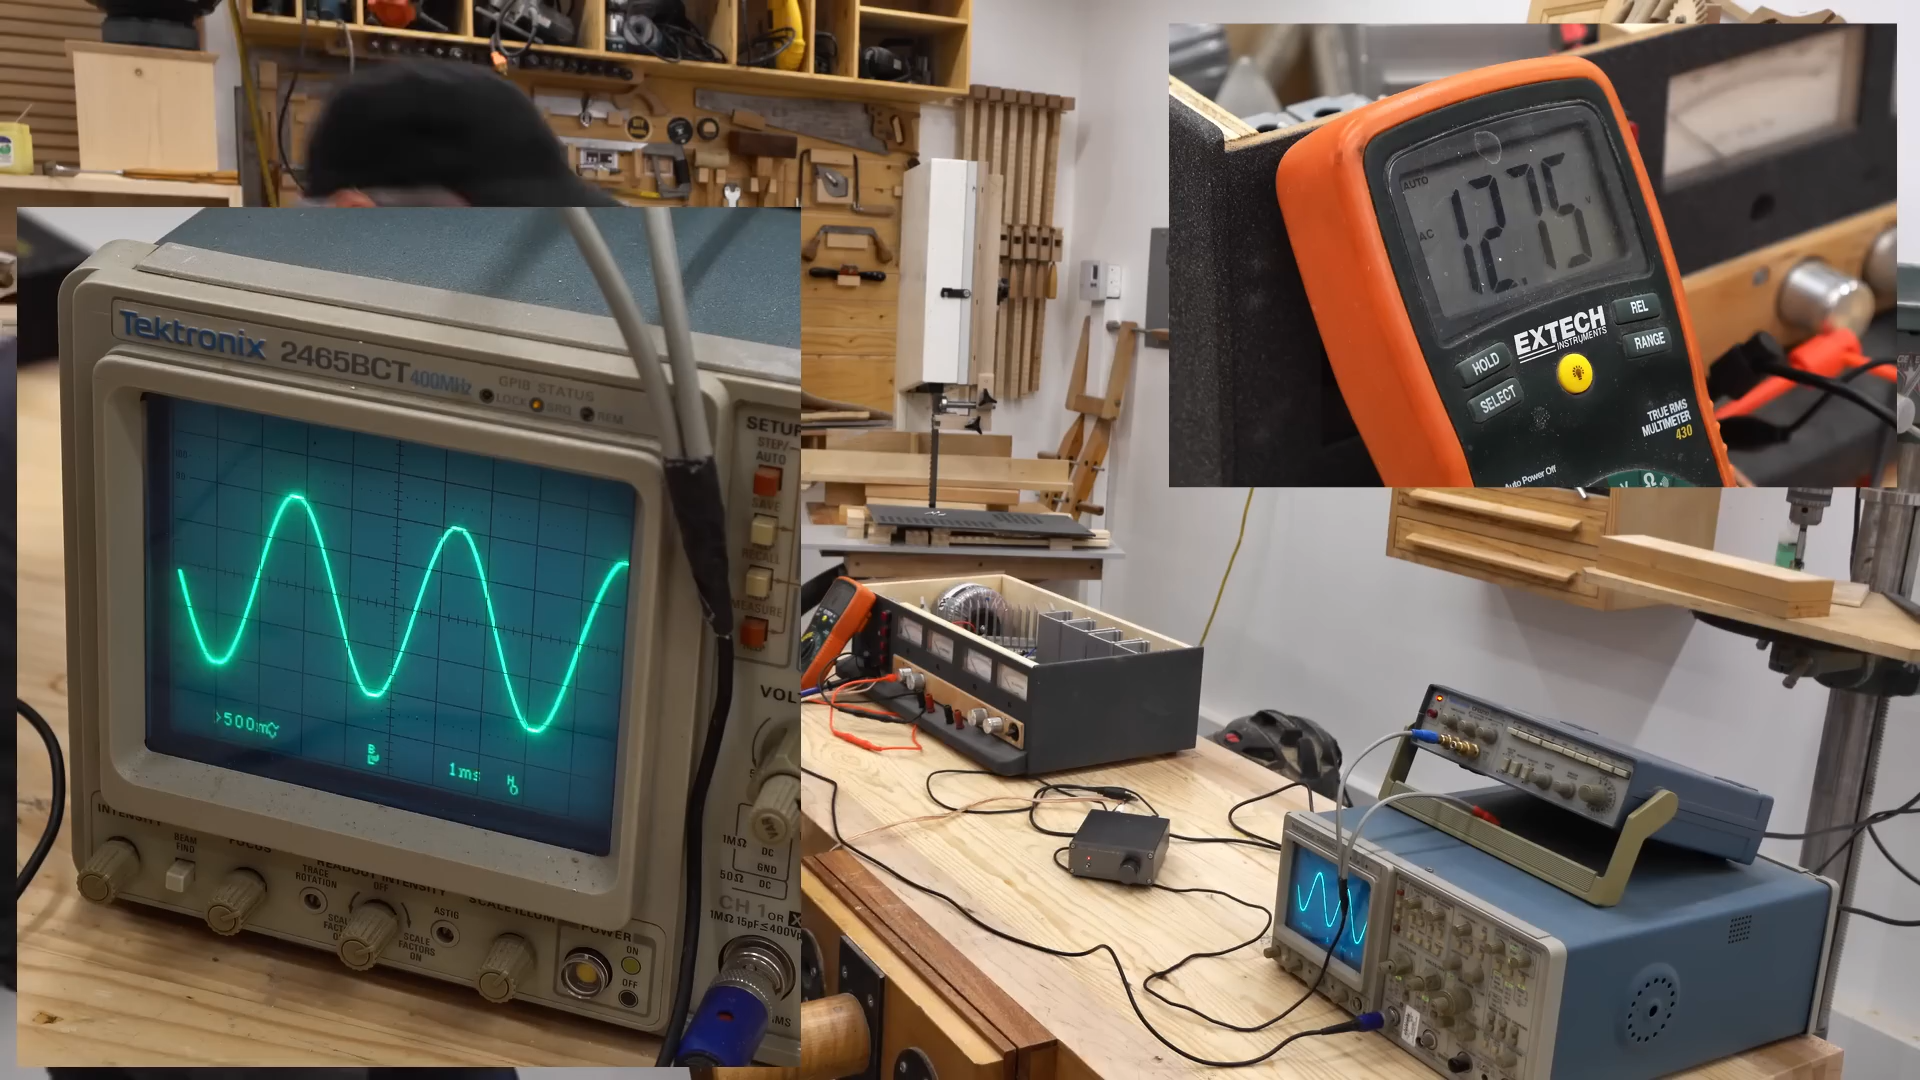 Tektronix 2465BCT 400MHz
GPIB STATUS
LOCK SRQ REM
SETUP
STEP/
AUTO
SAVE
RECALL
MEASURE
>500m
1ms
VOL
INTENSITY
BEAM
FIND
FOCUS
READOUT INTENSITY
TRACE
ROTATION
OFF
SCALE
FACTORS
ON
ASTIG
SCALE ILLUM
POWER
ON
OFF
1MΩ
DC
GND
50Ω
DC
CH 1 OR X
1MΩ 15pF≤400Vp
AUTO
AC
12.75
V
EXTECH
INSTRUMENTS
REL
RANGE
HOLD
SELECT
TRUE RMS
MULTIMETER
430
Auto Power Off
V
Ω